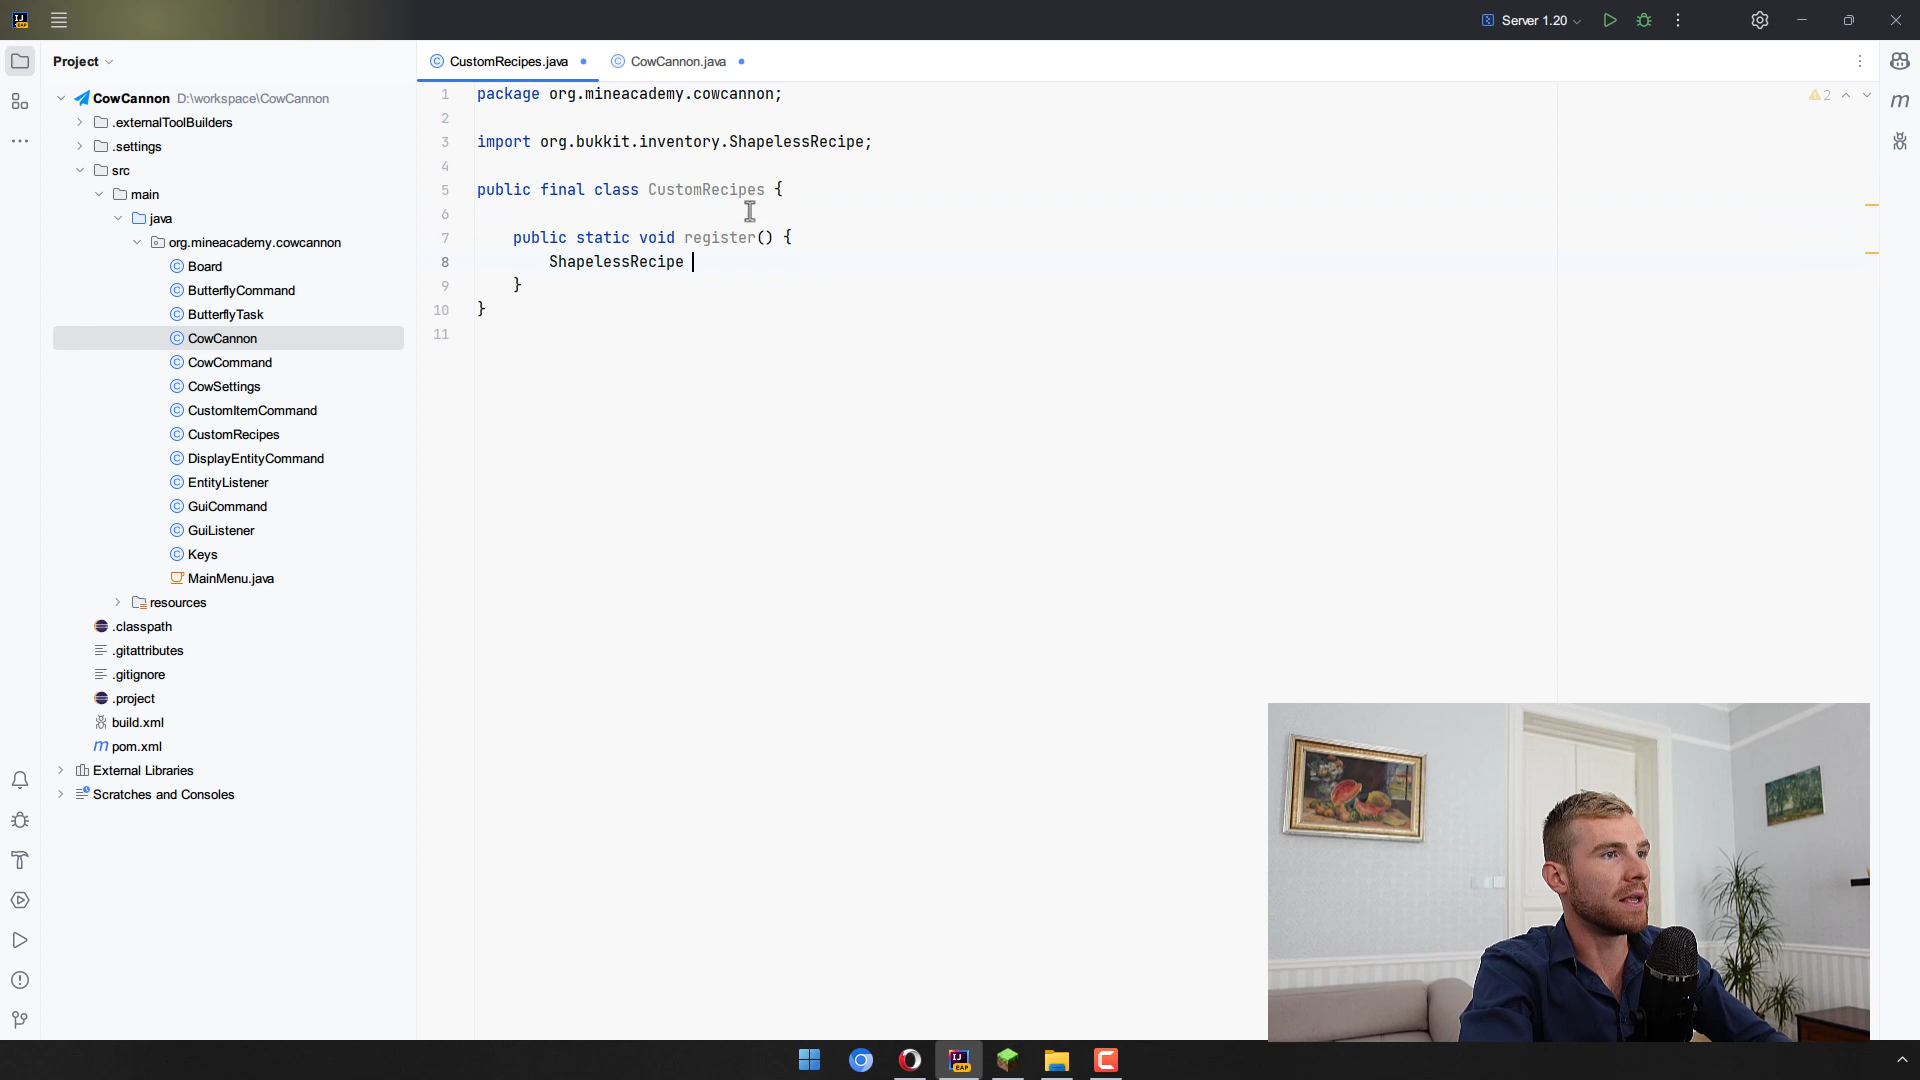 IJ
EAP
Server 1.20
Project
CustomRecipes.java
CowCannon.java
CowCannon D:\workspace\CowCannon
.externalToolBuilders
.settings
src
main
java
org.mineacademy.cowcannon
Board
ButterflyCommand
ButterflyTask
CowCannon
CowCommand
CowSettings
CustomItemCommand
CustomRecipes
DisplayEntityCommand
EntityListener
GuiCommand
GuiListener
Keys
MainMenu.java
resources
.classpath
.gitattributes
.gitignore
.project
build.xml
m pom.xml
External Libraries
Scratches and Consoles
1 package org.mineacademy.cowcannon;
2
3 import org.bukkit.inventory.ShapelessRecipe;
4
5 public final class CustomRecipes {
6
7 public static void register() {
8 ShapelessRecipe
9 }
10 }
11
2
m
IJ
EAP